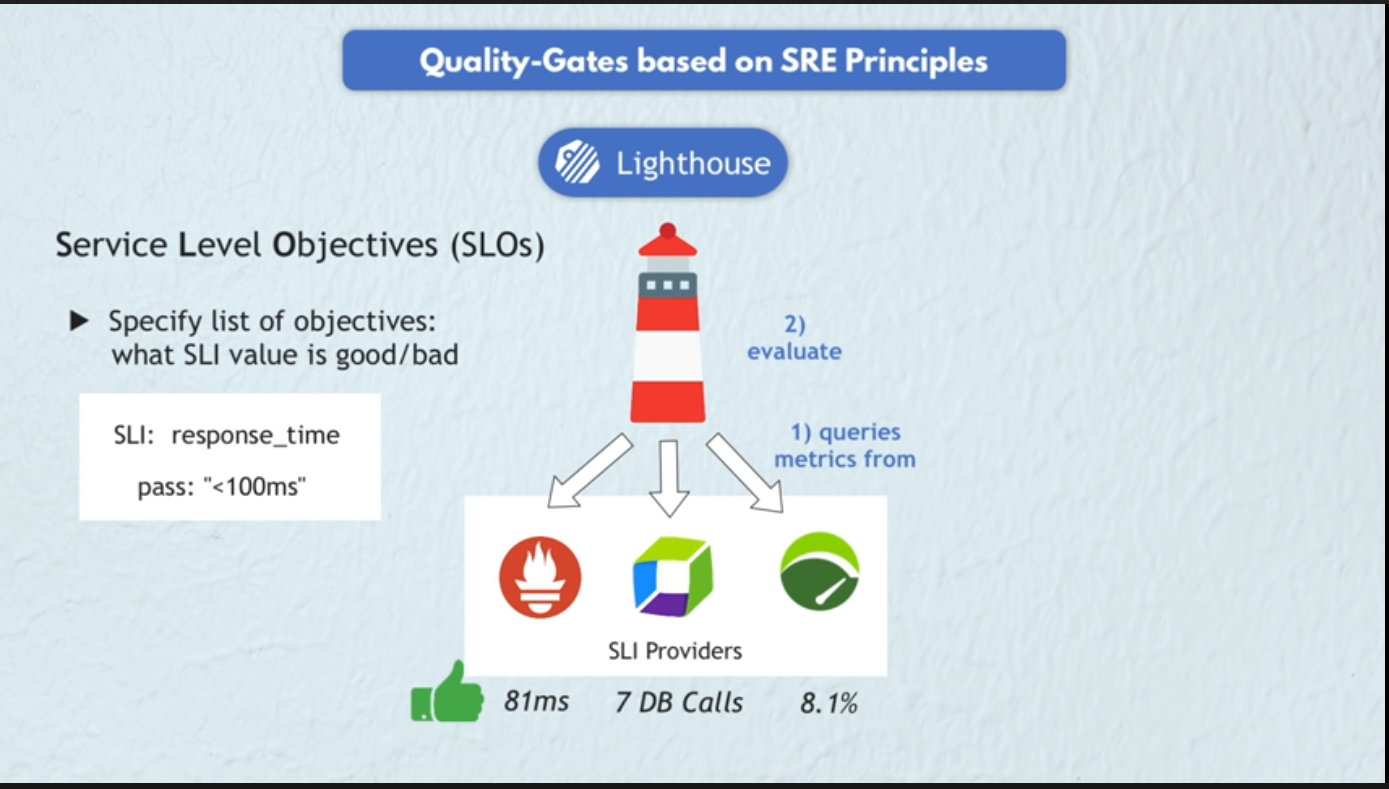 Quality-Gates based on SRE Principles
Lighthouse
Service Level Objectives (SLOs)
▶ Specify list of objectives:
what SLI value is good/bad
SLI: response_time
pass: "<100ms"
2)
evaluate
1) queries
metrics from
SLI Providers
81ms 7 DB Calls 8.1%